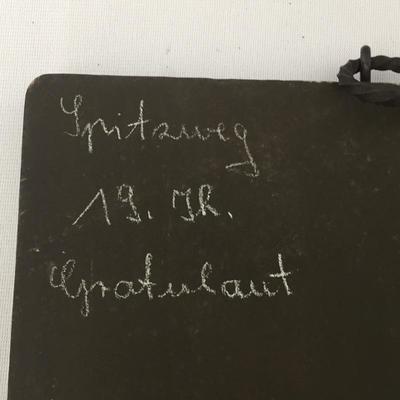 Spitzweg
19. Jh.
Gratulant